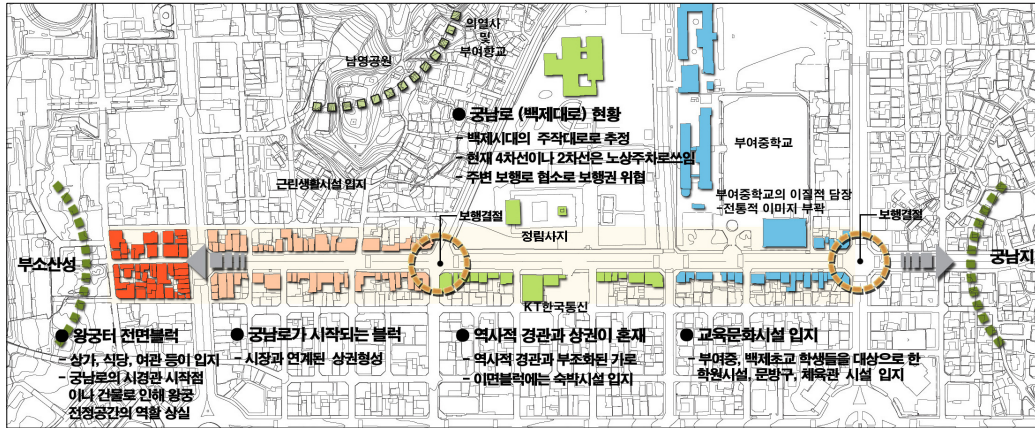 의열사
및
부여향교
남영공원
● 궁남로 (백제대로) 현황
- 백제시대의 주작대로로 추정
- 현재 4차선이나 2차선은 노상주차로쓰임
- 주변 보행로 협소로 보행권 위협
부여중학교
근린생활시설 입지
부여중학교의 이질적 담장
-전통적 이미지 부곽
보행결절
보행결절
정림사지
부소산성
궁남지
KT한국통신
● 왕궁터 전면블럭
- 상가, 식당, 여관 등이 입지
- 궁남로의 시경관 시작점
이나 건물로 인해 왕궁
전정공간의 역할 상실
● 궁남로가 시작되는 블럭
- 시장과 연계된 상권형성
● 역사적 경관과 상권이 혼재
- 역사적 경관과 부조화된 가로
- 이면블럭에는 숙박시설 입지
● 교육문화시설 입지
- 부여중, 백제초교 학생들을 대상으로 한
학원시설, 문방구, 체육관 시설 입지